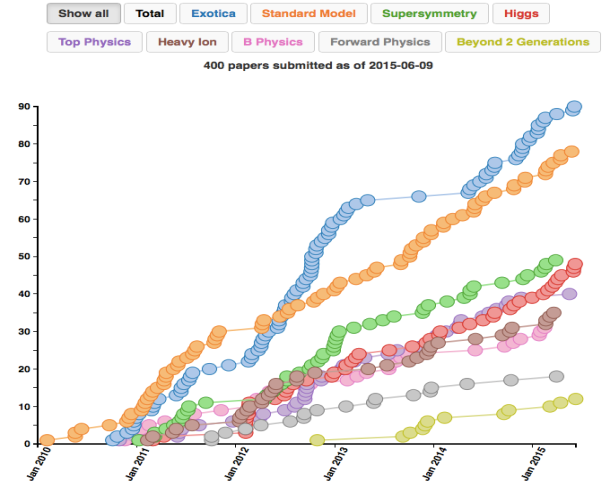 Show all Total Exotica Standard Model Supersymmetry Higgs
Top Physics Heavy Ion B Physics Forward Physics Beyond 2 Generations
400 papers submitted as of 2015-06-09
90
80
70
60
50
40
30
20
10
0
Jan 2010 Jan 2011 Jan 2012 Jan 2013 Jan 2014 Jan 2015